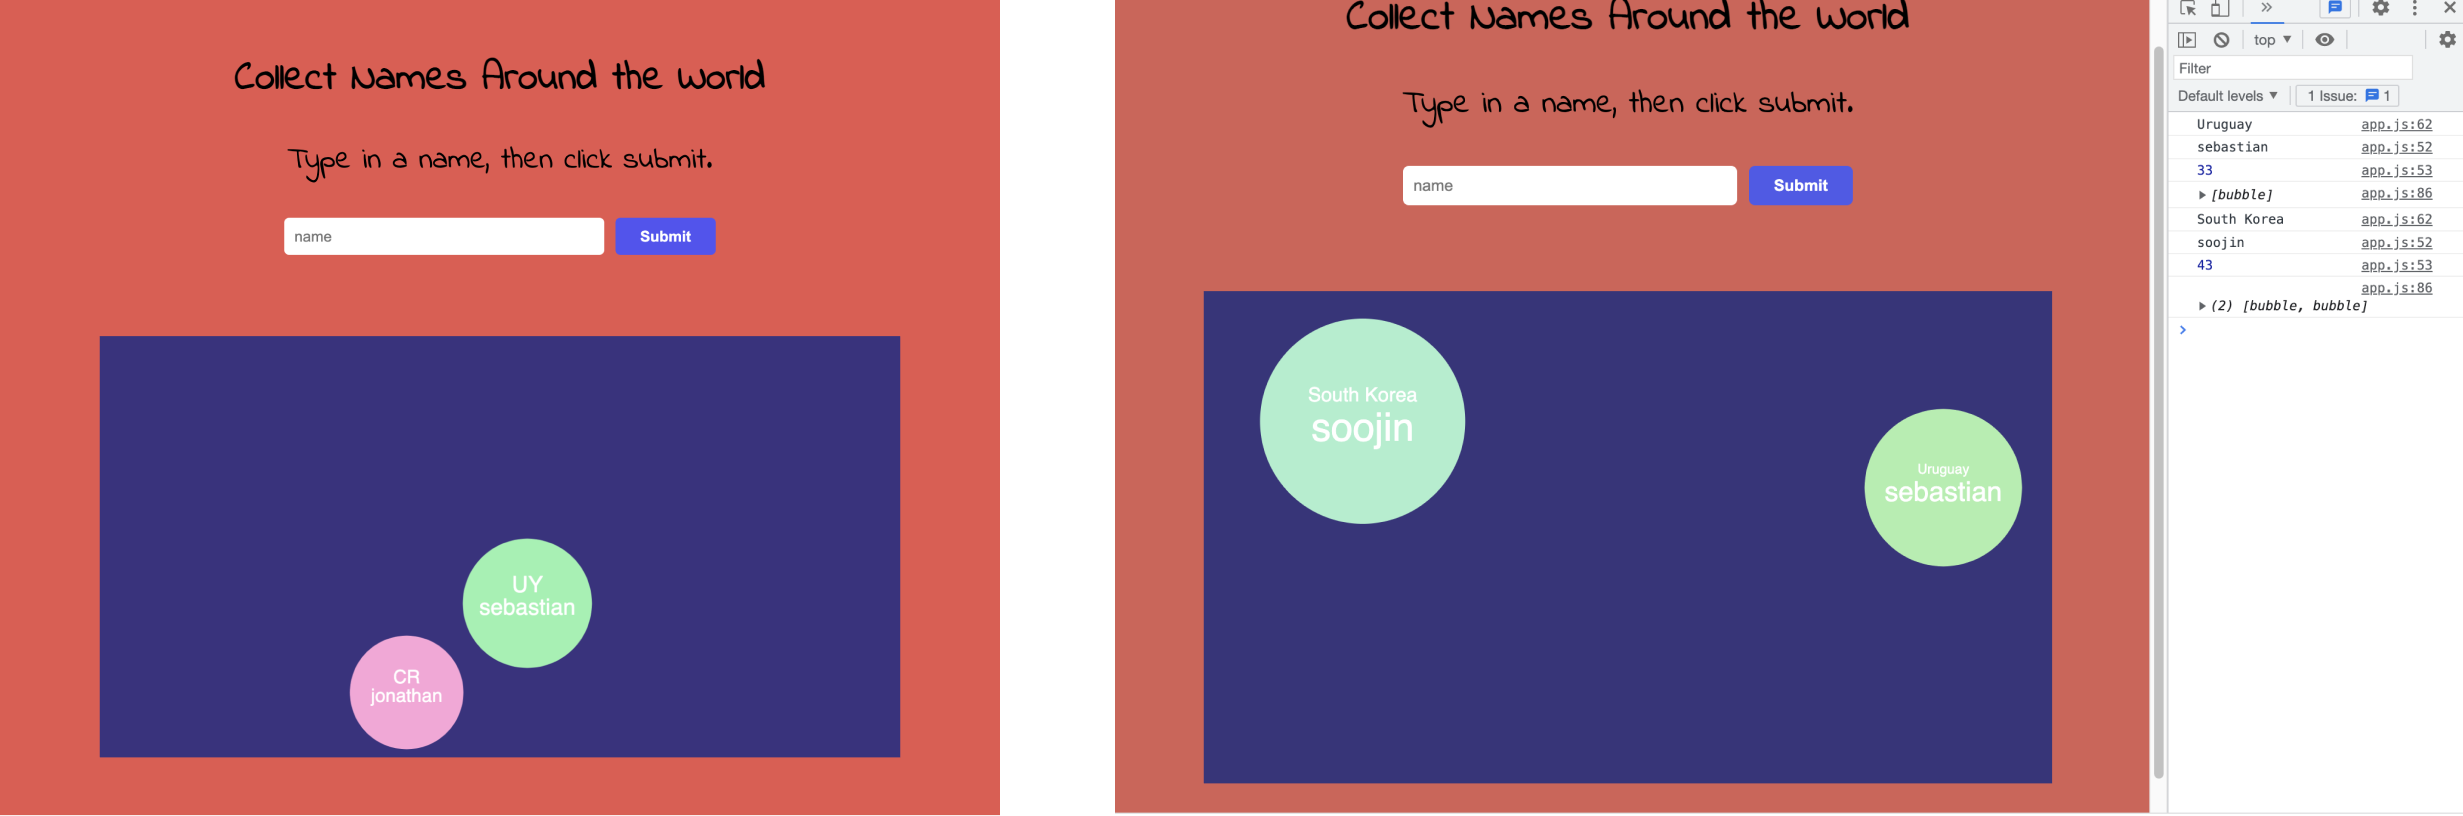 Collect Names Around the World
Type in a name, then click submit.
name
Submit
UY
sebastian
CR
jonathan
Collect Names Around the World
Type in a name, then click submit.
name
Submit
South Korea
soojin
Uruguay
sebastian
top
Filter
Default levels
1 Issue: 1
Uruguay app.js:62
sebastian app.js:52
33 app.js:53
[bubble] app.js:86
South Korea app.js:62
soojin app.js:52
43 app.js:53
app.js:86
(2) [bubble, bubble]